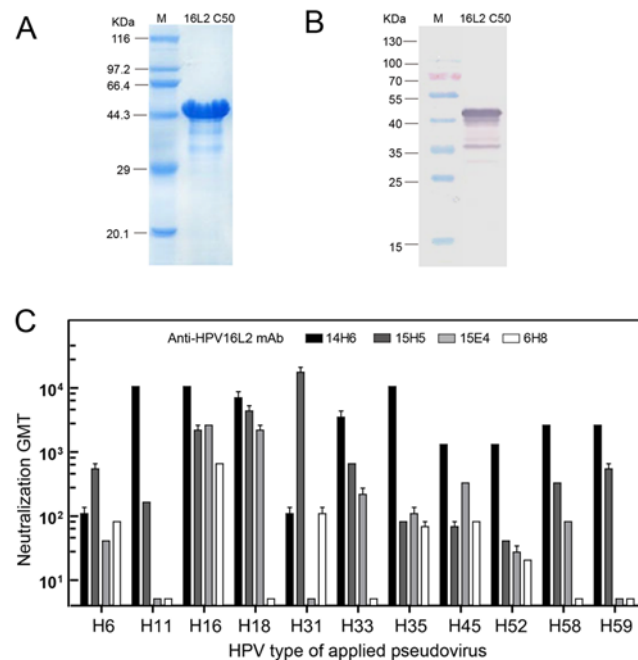 A
KDa M 16L2 C50
116
97.2
66.4
44.3
29
20.1
B
KDa M 16L2 C50
130
100
70
55
40
35
25
15
C
Anti-HPV16L2 mAb 14H6 15H5 15E4 6H8
Neutralization GMT
10⁴
10³
10²
10¹
H6 H11 H16 H18 H31 H33 H35 H45 H52 H58 H59
HPV type of applied pseudovirus